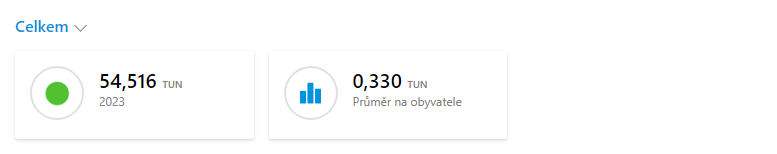 Celkem
54,516 TUN
2023
0,330 TUN
Průměr na obyvatele